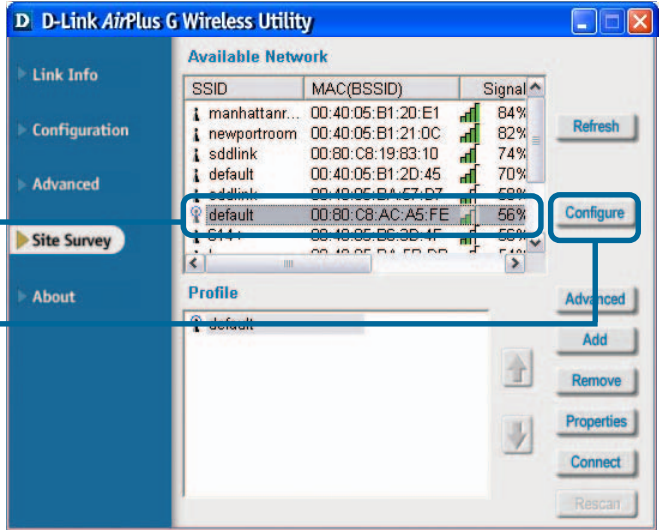 D D-Link AirPlus G Wireless Utility
Link Info
Configuration
Advanced
Site Survey
About
Available Network
SSID MAC(BSSID) Signal
manhattanr... 00:40:05:B1:20:E1 84%
newportroom 00:40:05:B1:21:0C 82%
sddlink 00:80:C8:19:83:10 74%
default 00:40:05:B1:2D:45 70%
default 00:80:C8:AC:A5:FE 56%
Refresh
Configure
Profile
default
Advanced
Add
Remove
Properties
Connect
Rescan